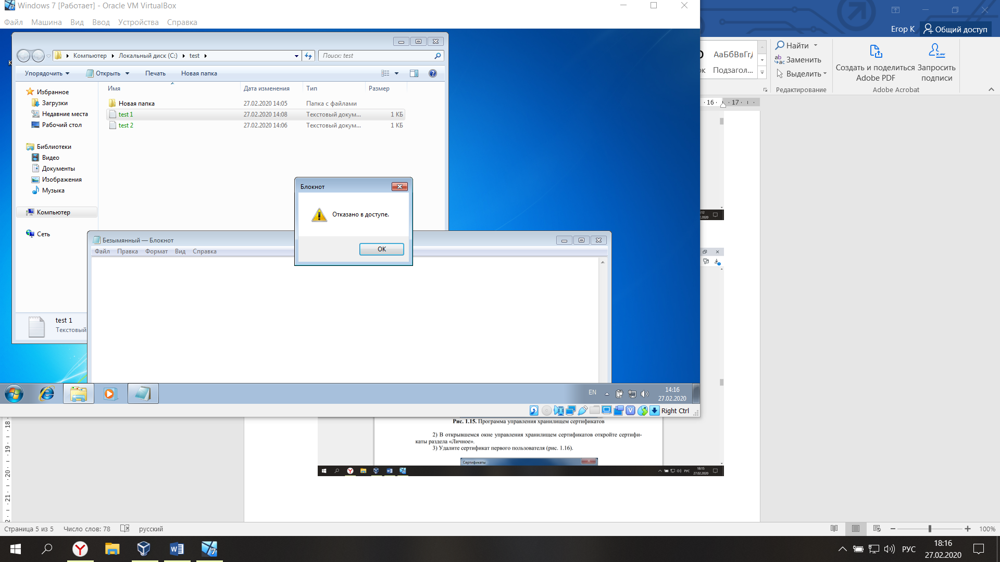 Windows 7 [Работает] - Oracle VM VirtualBox
Файл Машина Вид Ввод Устройства Справка
Компьютер Локальный диск (C:) test
Поиск: test
Упорядочить Открыть Печать Новая папка
Имя Дата изменения Тип Размер
Избранное
Загрузки
Недавние места
Рабочий стол
Библиотеки
Видео
Документы
Изображения
Музыка
Компьютер
Сеть
Новая папка 27.02.2020 14:05 Папка с файлами
test 1 27.02.2020 14:08 Текстовый докум... 1 КБ
test 2 27.02.2020 14:06 Текстовый докум... 1 КБ
test 1
Текстовый
Блокнот
Отказано в доступе.
OK
Безымянный — Блокнот
Файл Правка Формат Вид Справка
EN
14:16
27.02.2020
Right Ctrl
Егор К
Общий доступ
АаБбВвГг
Подзагол...
Найти
Заменить
Выделить
Редактирование
Создать и поделиться
Adobe PDF
Запросить
подписи
Adobe Acrobat
16 17
Рис. 1.15. Программа управления хранилищем сертификатов
2) В открывшемся окне управления хранилищем сертификатов откройте сертифи-
каты раздела «Личное».
3) Удалите сертификат первого пользователя (рис. 1.16).
Сертификаты
РУС
18:15
27.02.2020
18
19
20
21
Страница 5 из 5 Число слов: 78 русский
100%
РУС
18:16
27.02.2020